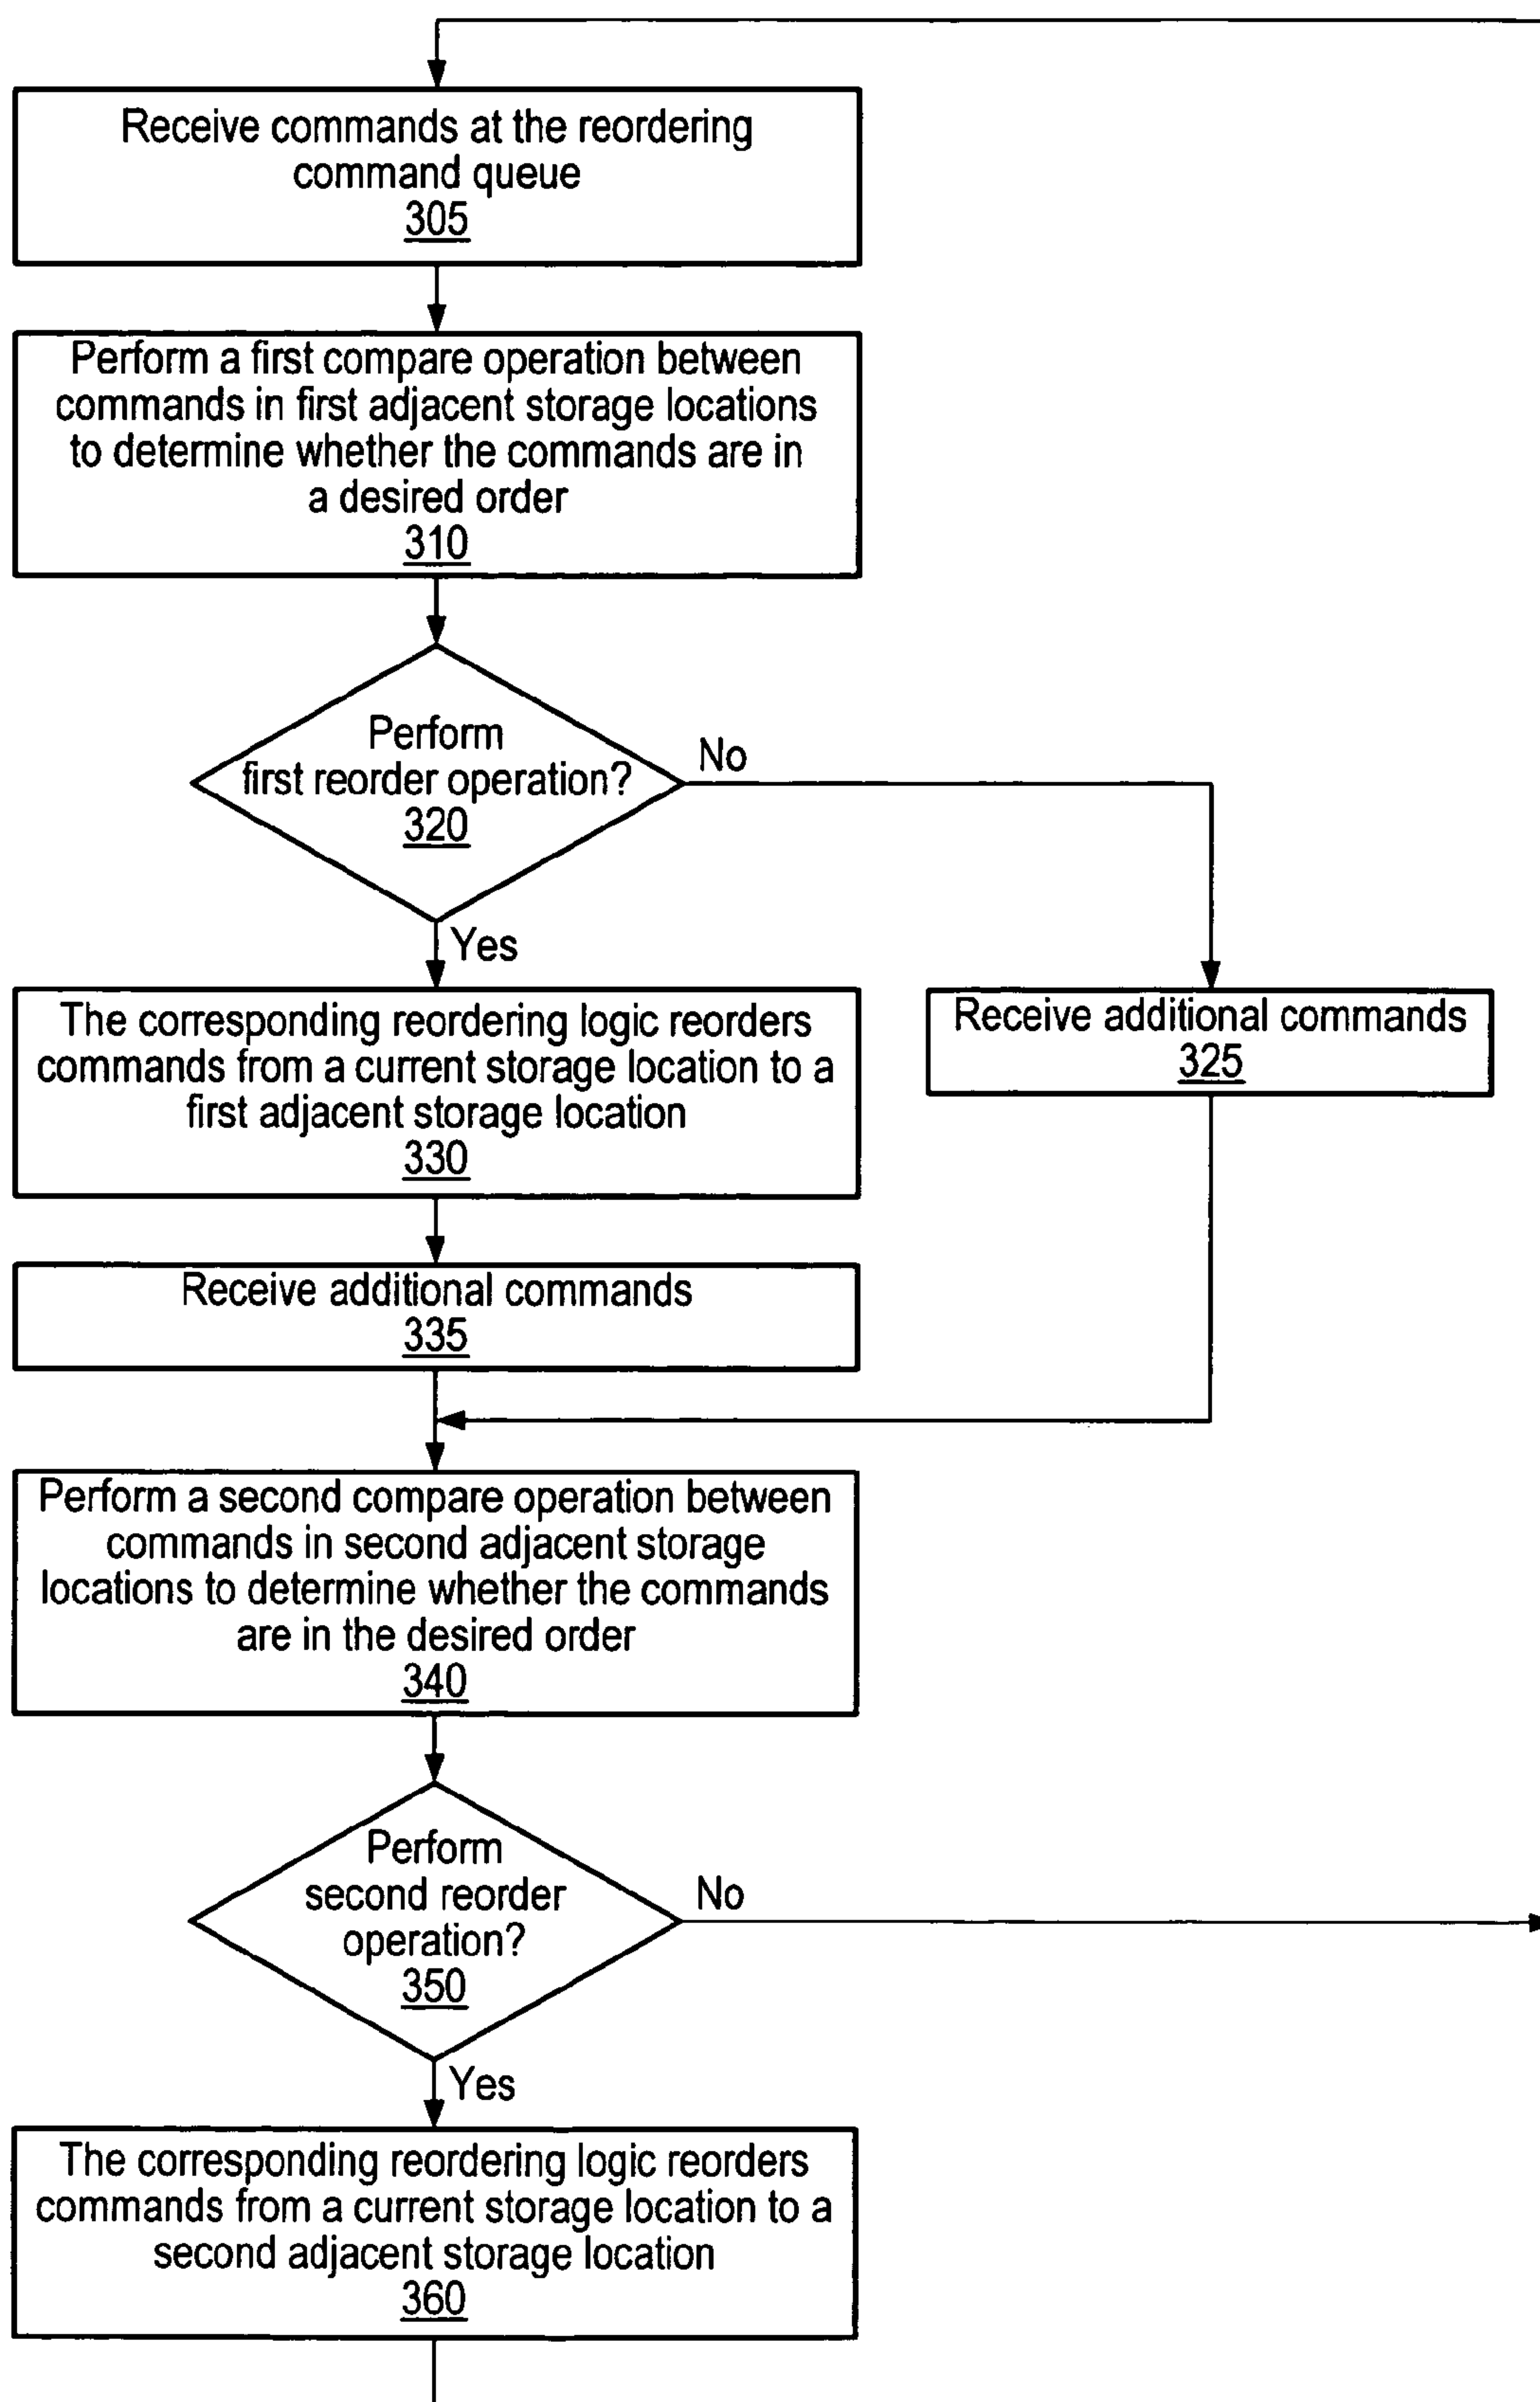 Receive commands at the reordering
command queue
305
Perform a first compare operation between
commands in first adjacent storage locations
to determine whether the commands are in
a desired order
310
Perform
first reorder operation?
320
No
Yes
The corresponding reordering logic reorders
commands from a current storage location to a
first adjacent storage location
330
Receive additional commands
325
Receive additional commands
335
Perform a second compare operation between
commands in second adjacent storage
locations to determine whether the commands
are in the desired order
340
Perform
second reorder
operation?
350
No
Yes
The corresponding reordering logic reorders
commands from a current storage location to a
second adjacent storage location
360